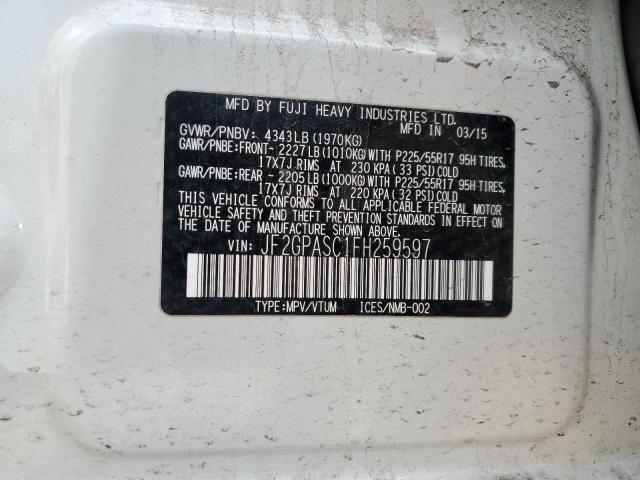 MFD BY FUJI HEAVY INDUSTRIES LTD.
GVWR/PNBV: 4343LB(1970KG) MFD IN 03/15
GAWR/PNBE:FRONT-2227LB(1010KG)WITH P225/55R17 95H TIRES,
17X7J RIMS AT 230 KPA(33 PSI)COLD
GAWR/PNBE:REAR -2205LB(1000KG)WITH P225/55R17 95H TIRES,
17X7J RIMS AT 220 KPA(32 PSI)COLD
THIS VEHICLE CONFORMS TO ALL APPLICABLE FEDERAL MOTOR
VEHICLE SAFETY AND THEFT PREVENTION STANDARDS IN EFFECT ON
THE DATE OF MANUFACTURE SHOWN ABOVE.
VIN: JF2GPASC1FH259597
TYPE:MPV/VTUM ICES/NMB-002